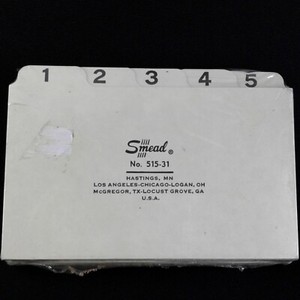 1 2 3 4 5
Smead®
No. 515-31
HASTINGS, MN
LOS ANGELES-CHICAGO-LOGAN, OH
McGREGOR, TX-LOCUST GROVE, GA
U.S.A.